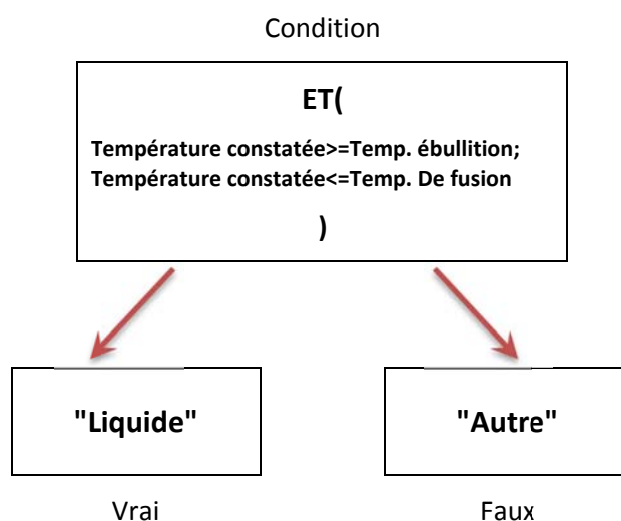 Condition
ET(
Température constatée>=Temp. ébullition;
Température constatée<=Temp. De fusion
)
"Liquide"
"Autre"
Vrai
Faux